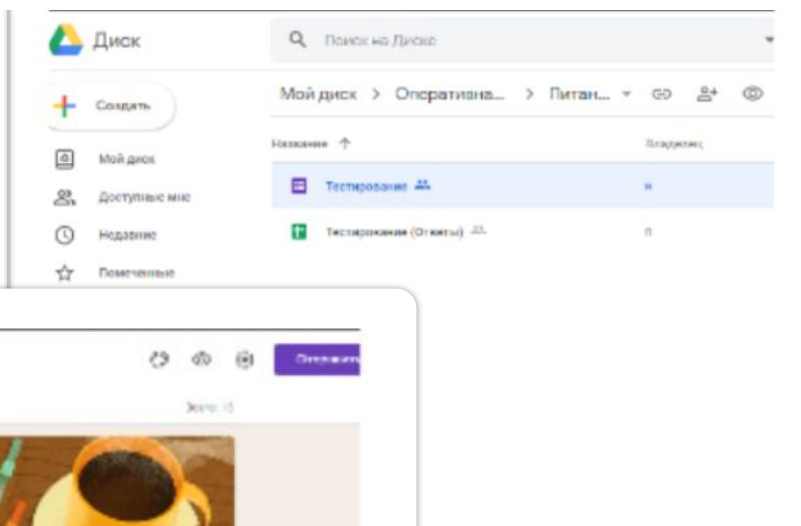 Диск
Поиск на Диске
Создать
Мой диск > Оперативна... > Питан...
Название
Владелец
Мой диск
Тестирование
Доступные мне
Недавние
Тестирование (Ответы)
Помеченные
Отправить